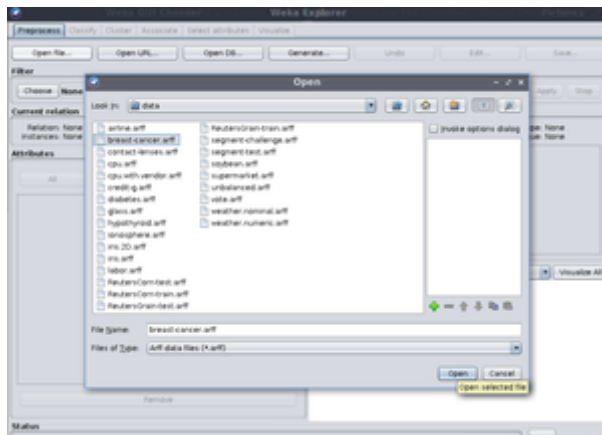 Weka Explorer
Preprocess Classify Cluster Associate Select attributes Visualize
Open file... Open URL... Open DB... Generate... Undo Edit... Save...
Filter
Choose None Apply Stop
Current relation
Relation: None
Instances: None
Attributes
All
Open
Look In: data
airline.arff
breast-cancer.arff
contact-lenses.arff
cpu.arff
cpu.with.vendor.arff
credit-g.arff
diabetes.arff
glass.arff
hypothyroid.arff
ionosphere.arff
iris.2D.arff
iris.arff
labor.arff
ReutersCorn-test.arff
ReutersCorn-train.arff
ReutersGrain-test.arff
ReutersGrain-train.arff
segment-challenge.arff
segment-test.arff
soybean.arff
supermarket.arff
unbalanced.arff
vote.arff
weather.nominal.arff
weather.numeric.arff
Invoke options dialog
File Name: breast-cancer.arff
Files of Type: Arff data files (*.arff)
Open Cancel
Open selected file
None
None
Visualize All
Remove
Status